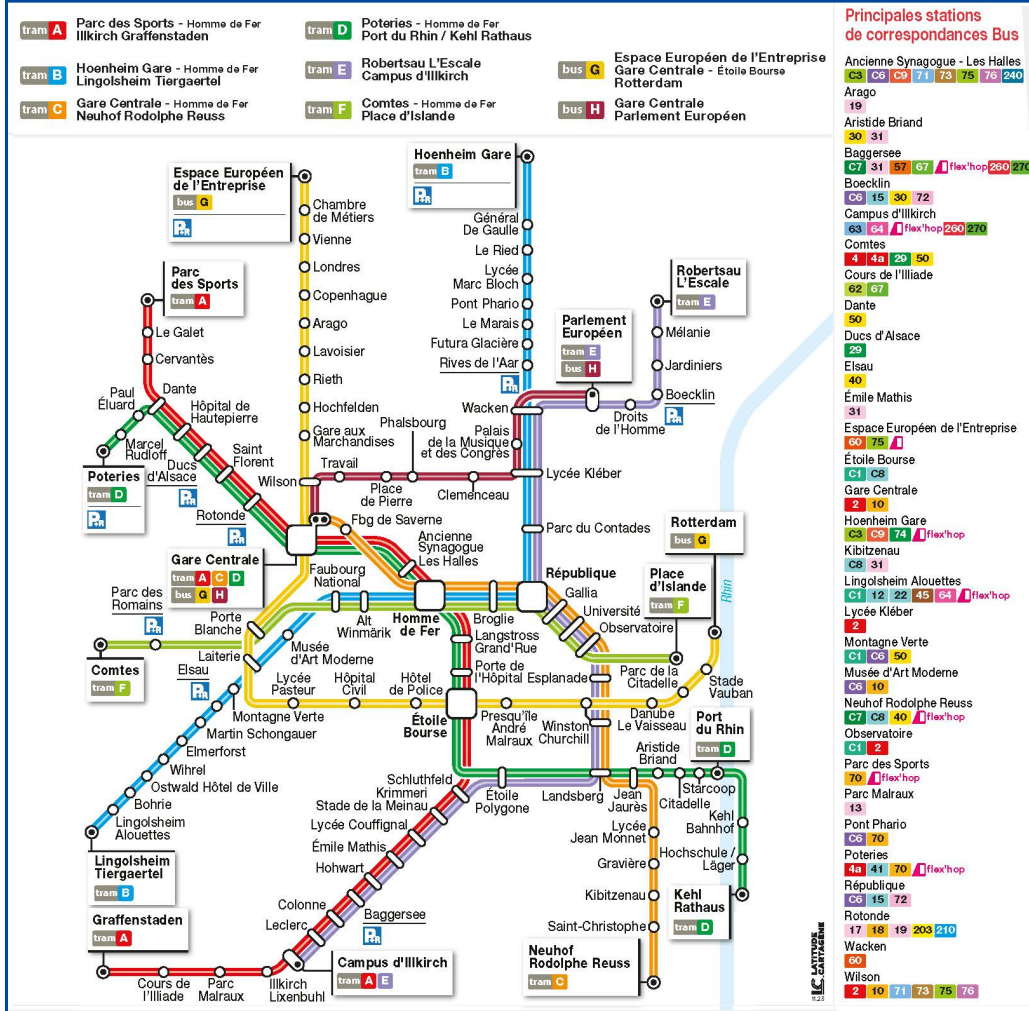 tram A Parc des Sports - Homme de Fer
Illkirch Graffenstaden
tram B Hoenheim Gare - Homme de Fer
Lingolsheim Tiergaertel
tram C Gare Centrale - Homme de Fer
Neuhof Rodolphe Reuss
tram D Poteries - Homme de Fer
Port du Rhin / Kehl Rathaus
tram E Robertsau L'Escale
Campus d'Illkirch
tram F Comtes - Homme de Fer
Place d'Islande
bus G Espace Européen de l'Entreprise
Gare Centrale - Étoile Bourse
Rotterdam
bus H Gare Centrale
Parlement Européen
Espace Européen
de l'Entreprise
bus G
P+R
Chambre
de Métiers
Vienne
Londres
Copenhague
Arago
Lavoisier
Rieth
Hochfelden
Gare aux
Marchandises
Wilson
Hoenheim Gare
tram B
P+R
Général
De Gaulle
Le Ried
Lycée
Marc Bloch
Pont Phario
Le Marais
Futura Glacière
Rives de l'Aar
P+R
Wacken
Palais
de la Musique
et des Congrès
Lycée Kléber
Parc du Contades
Parlement
Européen
tram E
bus H
Robertsau
L'Escale
tram E
Mélanie
Jardiniers
Boecklin
P+R
Droits
de l'Homme
Parc
des Sports
tram A
Le Galet
Cervantès
Dante
Paul
Éluard
Marcel
Rudloff
Poteries
tram D
P+R
Hôpital de
Hautepierre
Ducs
d'Alsace
P+R
Saint
Florent
Rotonde
P+R
Travail
Phalsbourg
Place
de Pierre
Clemenceau
Fbg de Saverne
Gare Centrale
tram A C D
bus G H
Ancienne
Synagogue
Les Halles
Faubourg
National
Alt
Winmärik
Homme
de Fer
Broglie
République
Gallia
Université
Observatoire
Place
d'Islande
tram F
Rotterdam
bus G
Rhin
Parc des
Romains
P+R
Comtes
tram F
Porte
Blanche
Laiterie
Musée
d'Art Moderne
Elsau
P+R
Montagne Verte
Martin Schongauer
Elmerforst
Wihrel
Ostwald Hôtel de Ville
Bohrie
Lingolsheim
Alouettes
Lingolsheim
Tiergaertel
tram B
Lycée
Pasteur
Hôpital
Civil
Hôtel
de Police
Étoile
Bourse
Langstross
Grand'Rue
Porte de
l'Hôpital
Esplanade
Presqu'île
André
Malraux
Winston
Churchill
Danube
Le Vaisseau
Parc de la
Citadelle
Stade
Vauban
Port
du Rhin
tram D
Aristide
Briand
Starcoop
Citadelle
Kehl
Bahnhof
Hochschule /
Läger
Kehl
Rathaus
tram D
Étoile
Polygone
Landsberg
Jean
Jaurès
Lycée
Jean Monnet
Gravière
Kibitzenau
Saint-Christophe
Neuhof
Rodolphe Reuss
tram C
Schluthfeld
Krimmeri
Stade de la Meinau
Lycée Couffignal
Émile Mathis
Hohwart
Colonne
Leclerc
Baggersee
P+R
Campus d'Illkirch
tram A E
Illkirch
Lixenbuhl
Parc
Malraux
Cours de
l'Illiade
Graffenstaden
tram A
LATITUDE
CARTAGÈNE
11.23
Principales stations
de correspondances Bus
Ancienne Synagogue - Les Halles
C3 C6 C9 71 73 75 76 240
Arago
19
Aristide Briand
30 31
Baggersee
C7 31 57 67 flex'hop 260 270
Boecklin
C6 15 30 72
Campus d'Illkirch
63 64 flex'hop 260 270
Comtes
4 4a 29 50
Cours de l'Illiade
62 67
Dante
50
Ducs d'Alsace
29
Elsau
40
Émile Mathis
31
Espace Européen de l'Entreprise
60 75
Étoile Bourse
C1 C8
Gare Centrale
2 10
Hoenheim Gare
C3 C9 74 flex'hop
Kibitzenau
C8 31
Lingolsheim Alouettes
C1 12 22 45 64 flex'hop
Lycée Kléber
2
Montagne Verte
C1 C6 50
Musée d'Art Moderne
C6 10
Neuhof Rodolphe Reuss
C7 C8 40 flex'hop
Observatoire
C1 2
Parc des Sports
70 flex'hop
Parc Malraux
13
Pont Phario
C6 70
Poteries
4a 41 70 flex'hop
République
C6 15 72
Rotonde
17 18 19 203 210
Wacken
60
Wilson
2 10 71 73 75 76